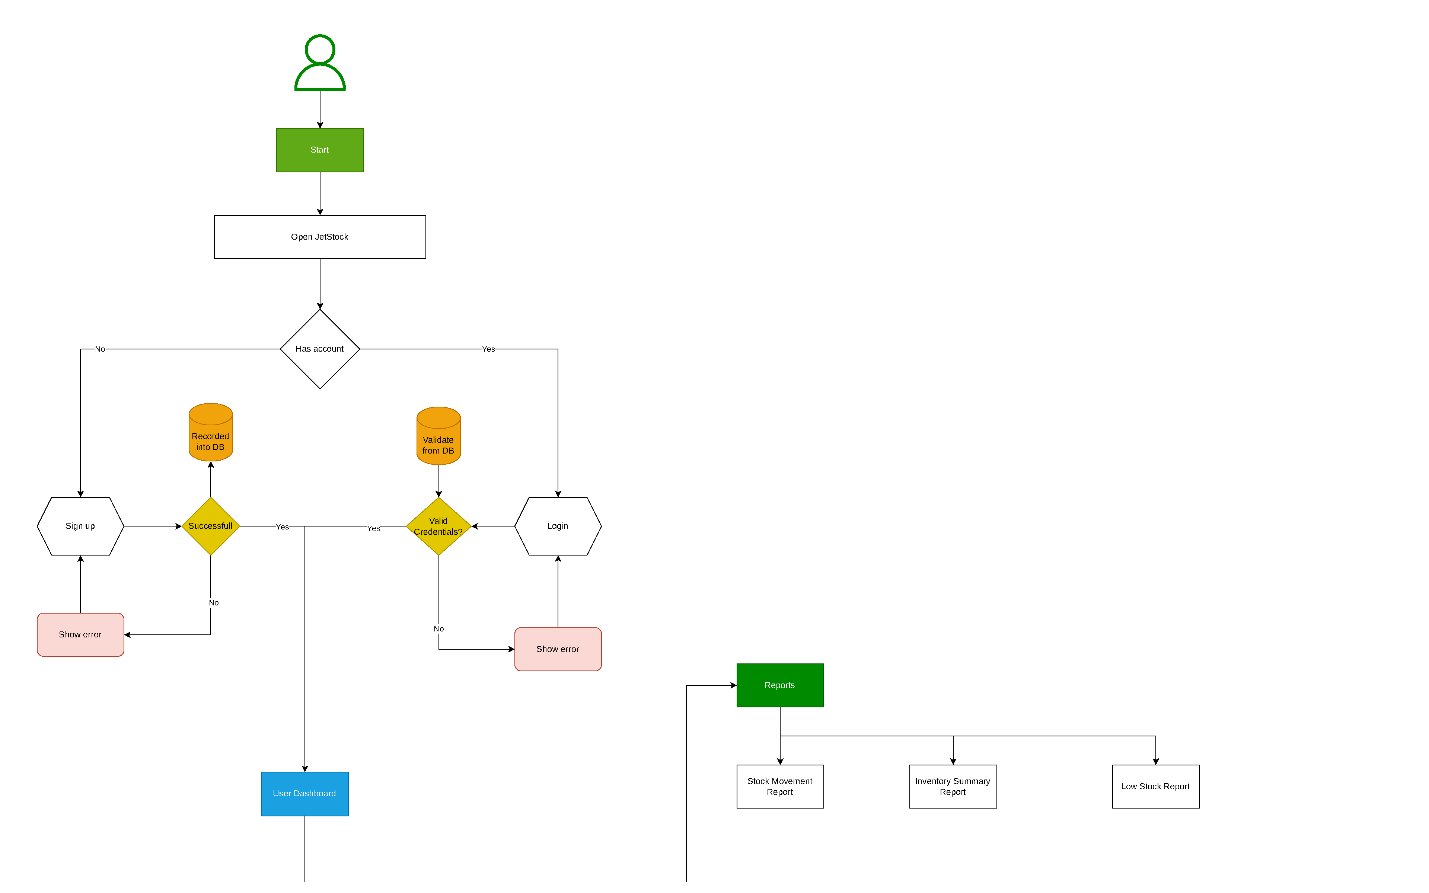 Start
Open JetStock
Has account
No
Yes
Recorded
into DB
Validate
from DB
Sign up
Successfull
Yes
Yes
Valid
Credentials?
Login
No
No
Show error
Show error
Reports
Stock Movement
Report
Inventory Summary
Report
Low Stock Report
User Dashboard